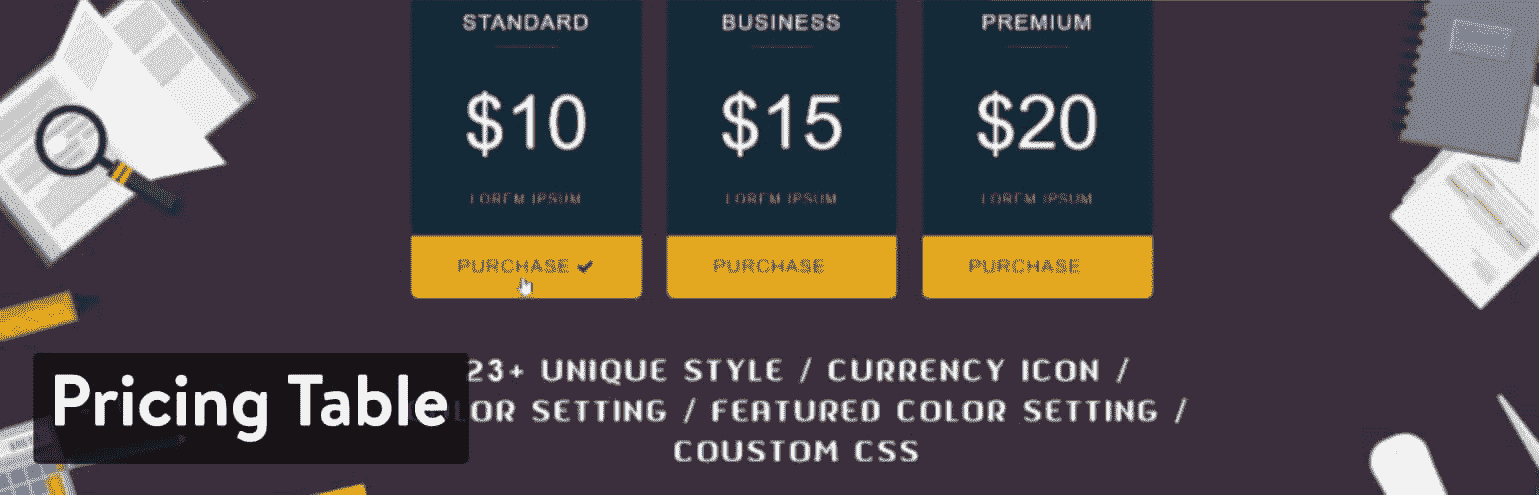 STANDARD BUSINESS PREMIUM
$10 $15 $20
LOREM IPSUM LOREM IPSUM LOREM IPSUM
PURCHASE PURCHASE PURCHASE
23+ UNIQUE STYLE / CURRENCY ICON /
SETTING / FEATURED COLOR SETTING /
COUSTOM CSS
Pricing Table